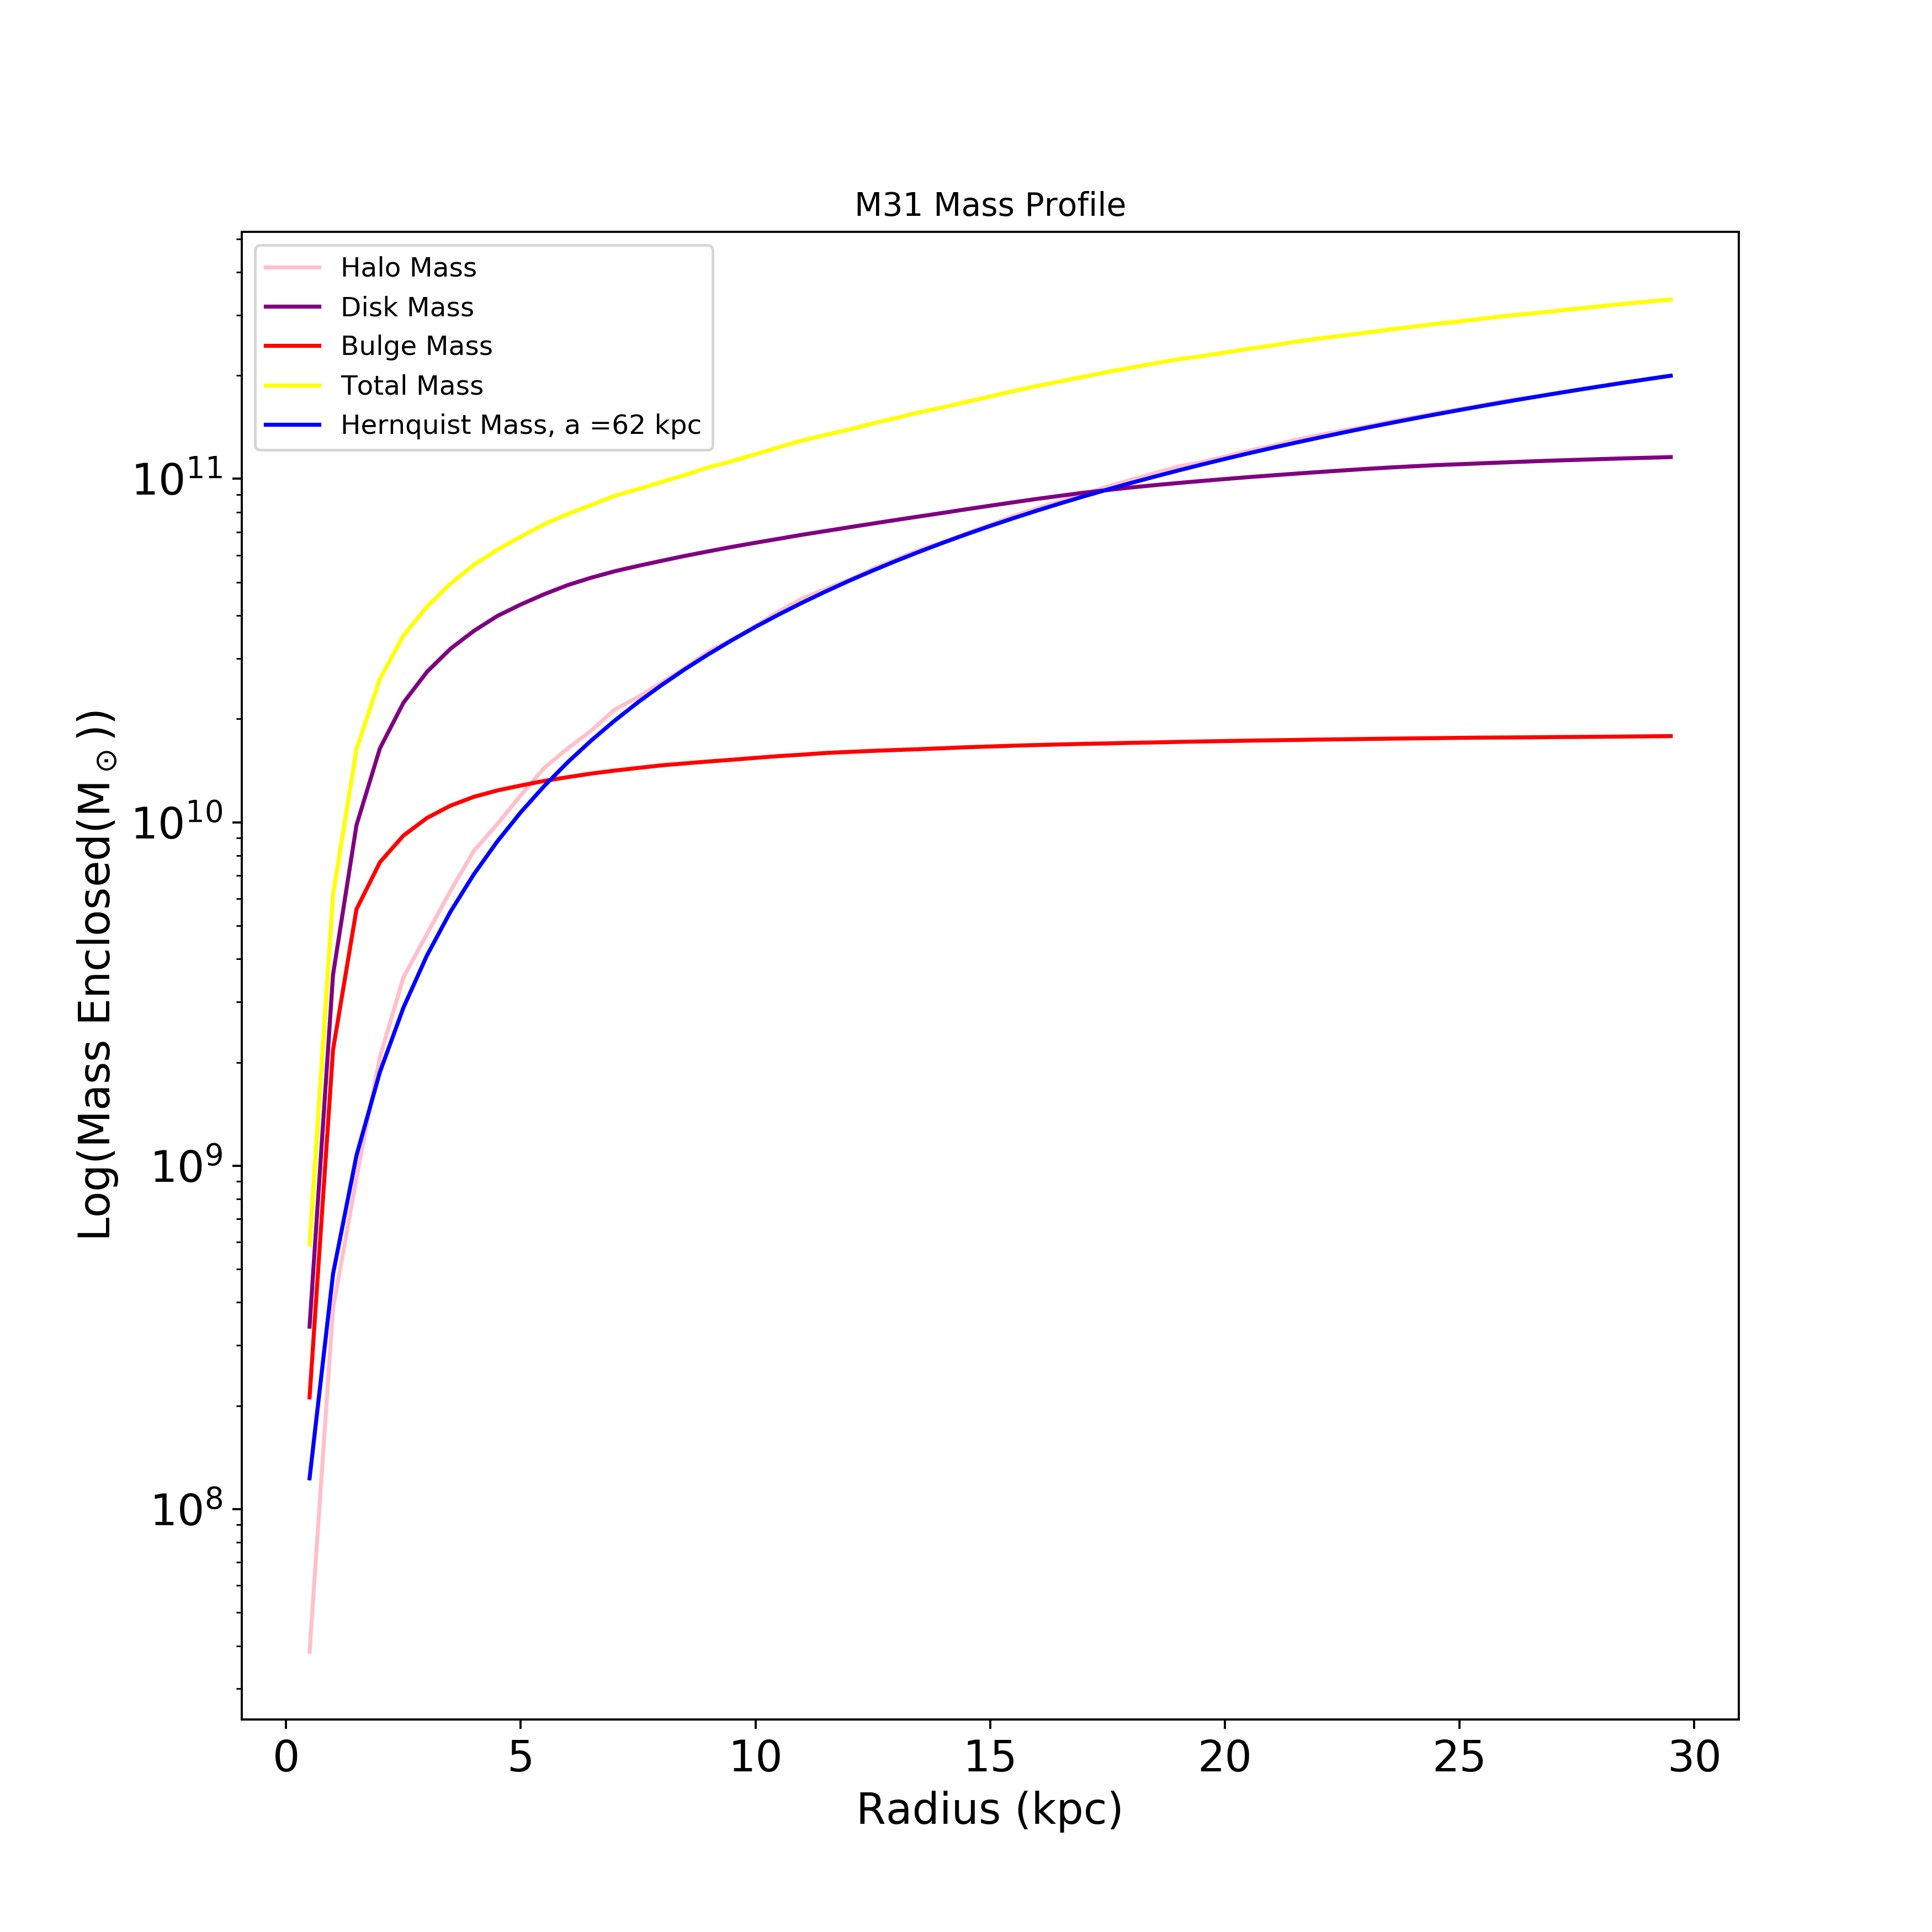 M31 Mass Profile
Halo Mass
Disk Mass
Bulge Mass
Total Mass
Hernquist Mass, a =62 kpc
Log(Mass Enclosed(M⊙))
10¹¹
10¹⁰
10⁹
10⁸
0 5 10 15 20 25 30
Radius (kpc)